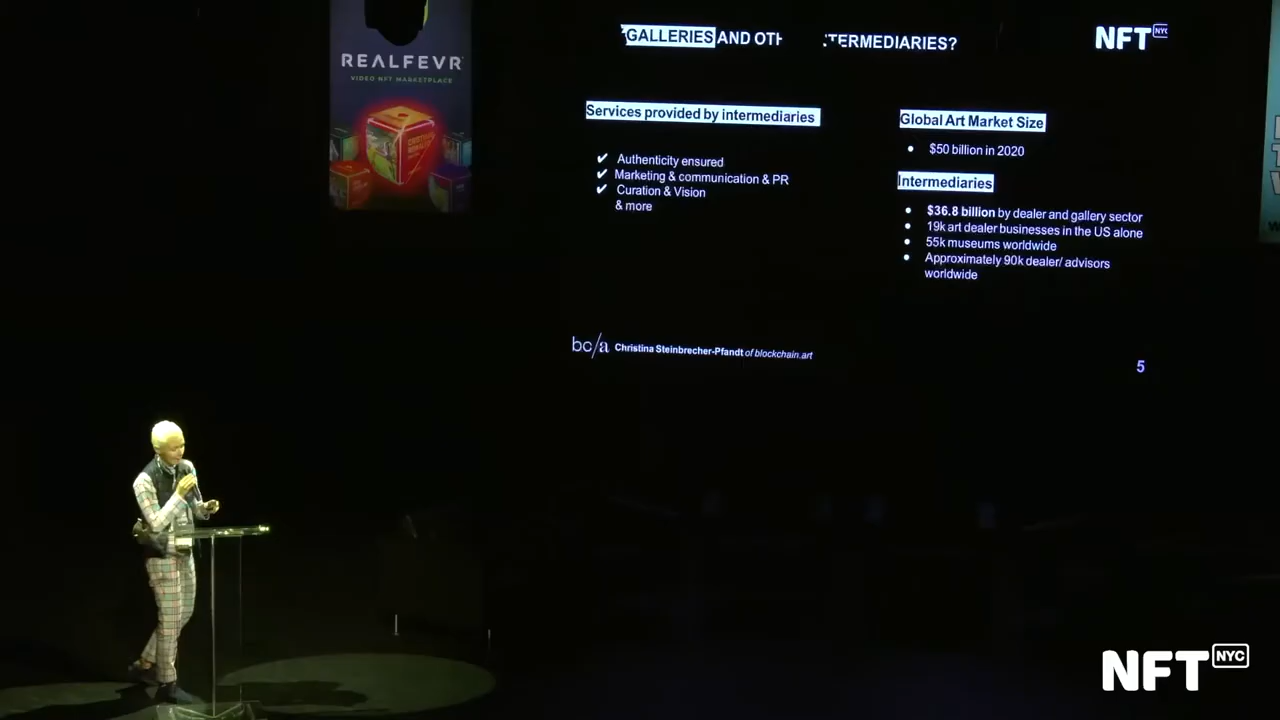 REALFEVR
VIDEO NFT MARKETPLACE
GALLERIES AND OTH TERMEDIARIES?
NFT NYC
Services provided by intermediaries
✔ Authenticity ensured
✔ Marketing & communication & PR
✔ Curation & Vision
& more
Global Art Market Size
• $50 billion in 2020
Intermediaries
• $36.8 billion by dealer and gallery sector
• 19k art dealer businesses in the US alone
• 55k museums worldwide
• Approximately 90k dealer/ advisors
worldwide
bc/a Christina Steinbrecher-Pfandt of blockchain.art
5
NFT NYC